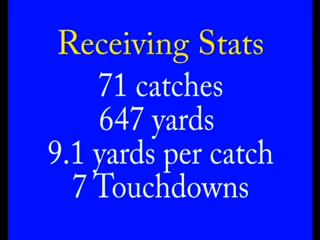 Receiving Stats
71 catches
647 yards
9.1 yards per catch
7 Touchdowns